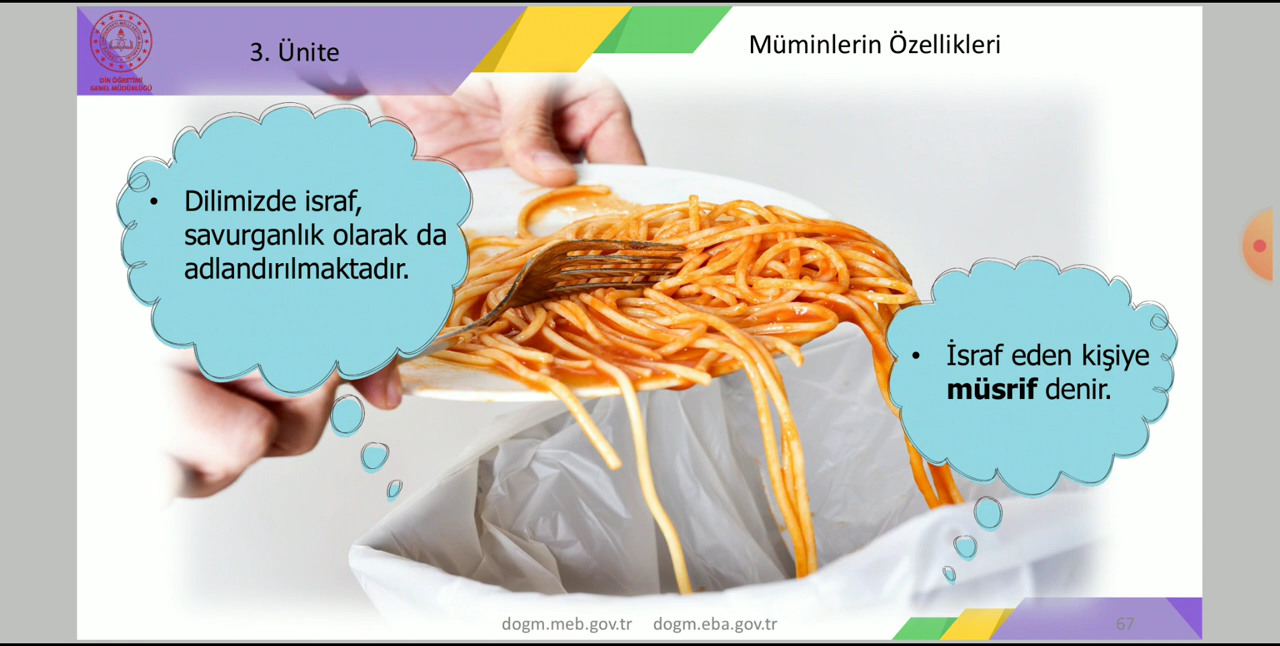 3. Ünite
Müminlerin Özellikleri
DİN ÖĞRETİMİ
GENEL MÜDÜRLÜĞÜ
• Dilimizde israf,
savurganlık olarak da
adlandırılmaktadır.
• İsraf eden kişiye
müsrif denir.
dogm.meb.gov.tr dogm.eba.gov.tr
67